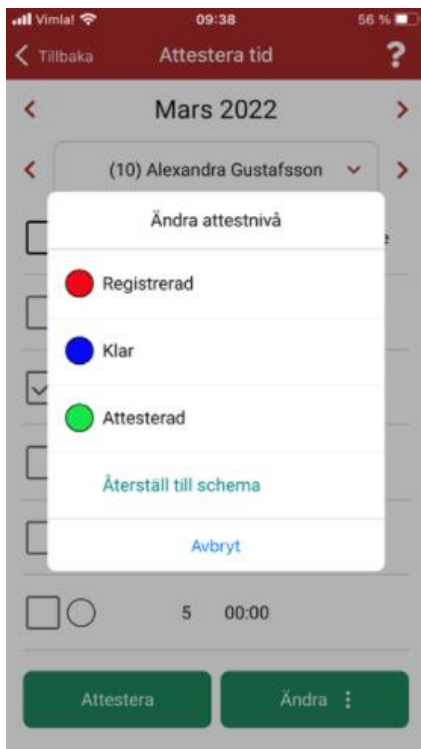 Vimla! 09:38 56 %
Tillbaka Attestera tid ?
Mars 2022
(10) Alexandra Gustafsson
Ändra attestnivå
Registrerad
Klar
Attesterad
Återställ till schema
Avbryt
5 00:00
Attestera Ändra